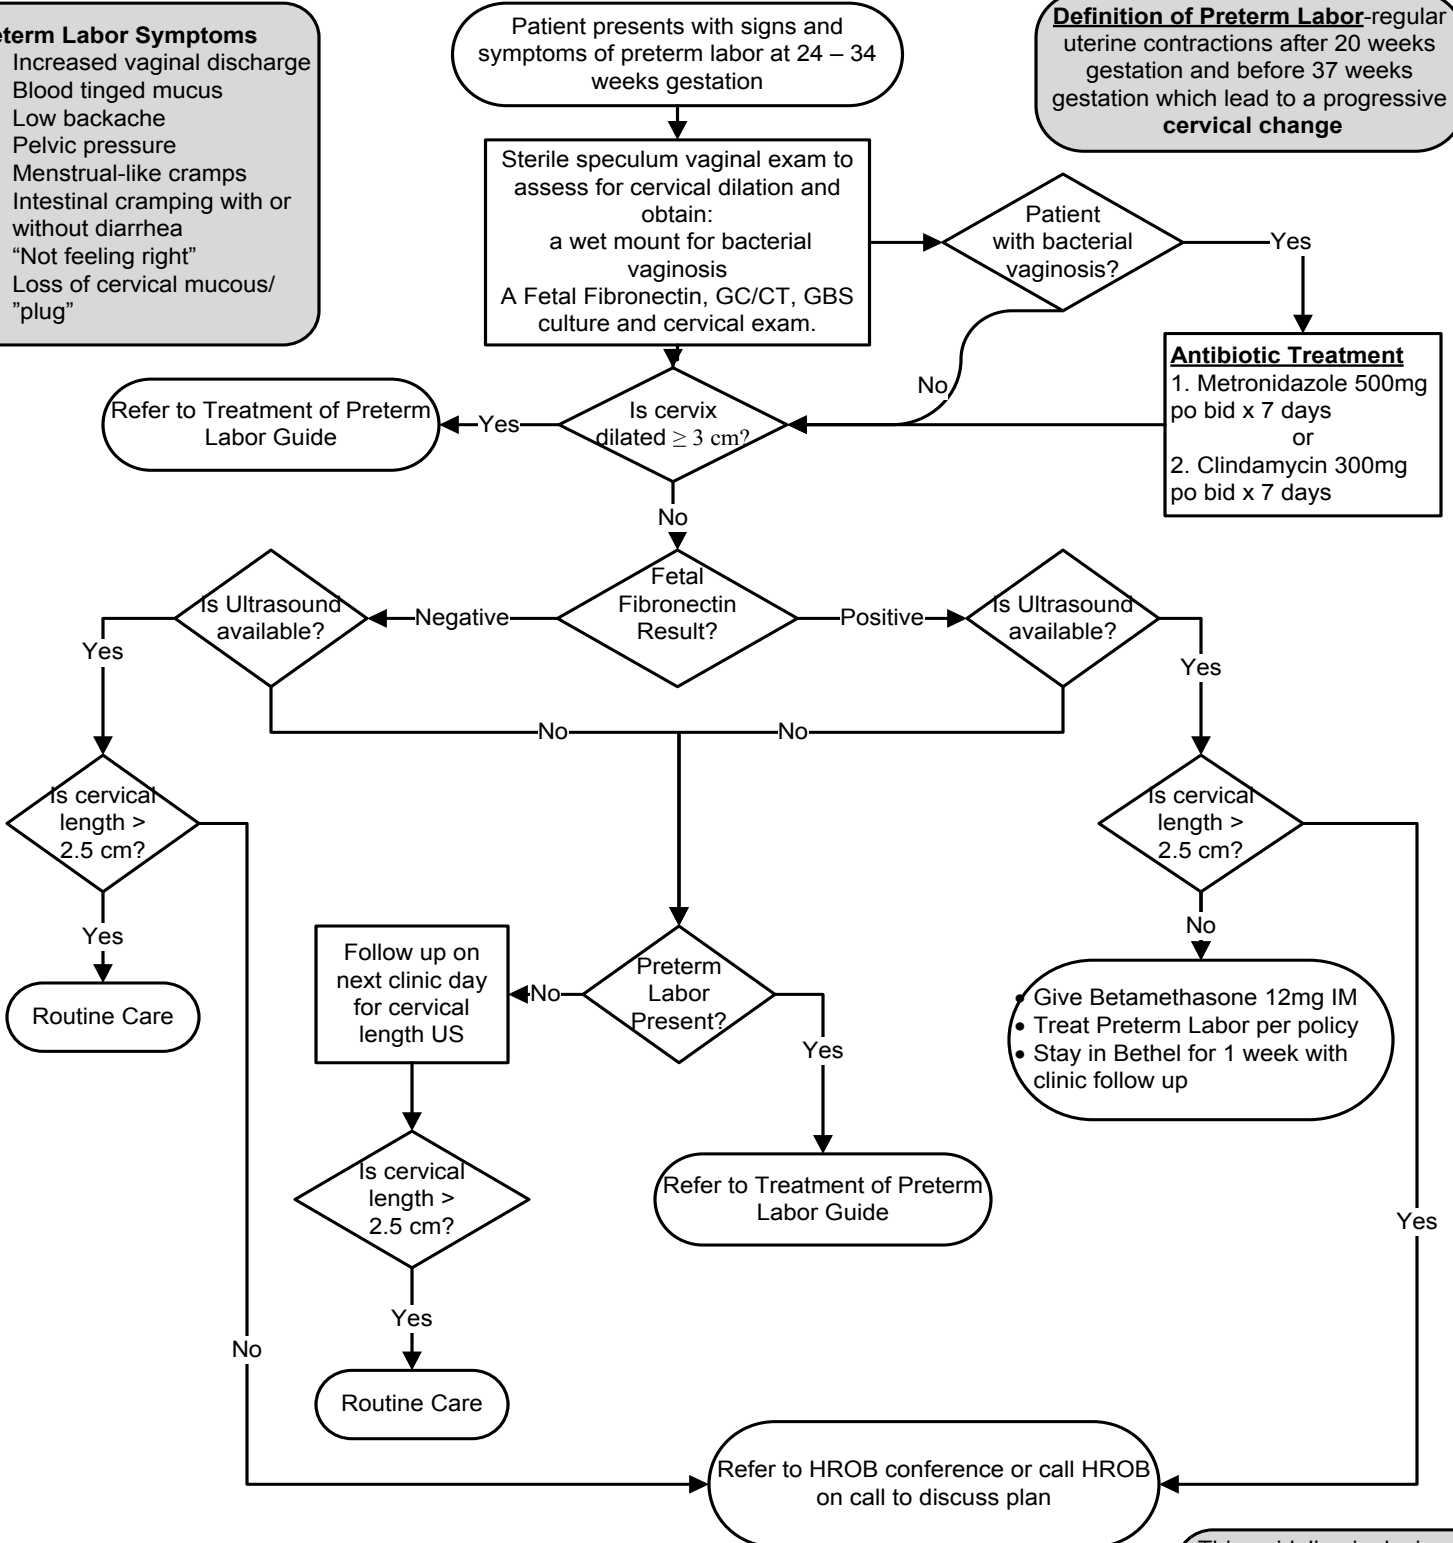 Preterm Labor Symptoms
Increased vaginal discharge
Blood tinged mucus
Low backache
Pelvic pressure
Menstrual-like cramps
Intestinal cramping with or
without diarrhea
“Not feeling right”
Loss of cervical mucous/
”plug”
Patient presents with signs and
symptoms of preterm labor at 24 – 34
weeks gestation
Definition of Preterm Labor-regular
uterine contractions after 20 weeks
gestation and before 37 weeks
gestation which lead to a progressive
cervical change
Sterile speculum vaginal exam to
assess for cervical dilation and
obtain:
a wet mount for bacterial
vaginosis
A Fetal Fibronectin, GC/CT, GBS
culture and cervical exam.
Patient
with bacterial
vaginosis?
Yes
No
Antibiotic Treatment
1. Metronidazole 500mg
po bid x 7 days
or
2. Clindamycin 300mg
po bid x 7 days
Is cervix
dilated ≥ 3 cm?
Yes
Refer to Treatment of Preterm
Labor Guide
No
Fetal
Fibronectin
Result?
Negative
Positive
Is Ultrasound
available?
Is Ultrasound
available?
Yes
Yes
No
No
Is cervical
length >
2.5 cm?
Is cervical
length >
2.5 cm?
Yes
Routine Care
No
Follow up on
next clinic day
for cervical
length US
No
Preterm
Labor
Present?
Yes
• Give Betamethasone 12mg IM
• Treat Preterm Labor per policy
• Stay in Bethel for 1 week with
clinic follow up
Is cervical
length >
2.5 cm?
Refer to Treatment of Preterm
Labor Guide
Yes
Yes
No
Routine Care
Refer to HROB conference or call HROB
on call to discuss plan